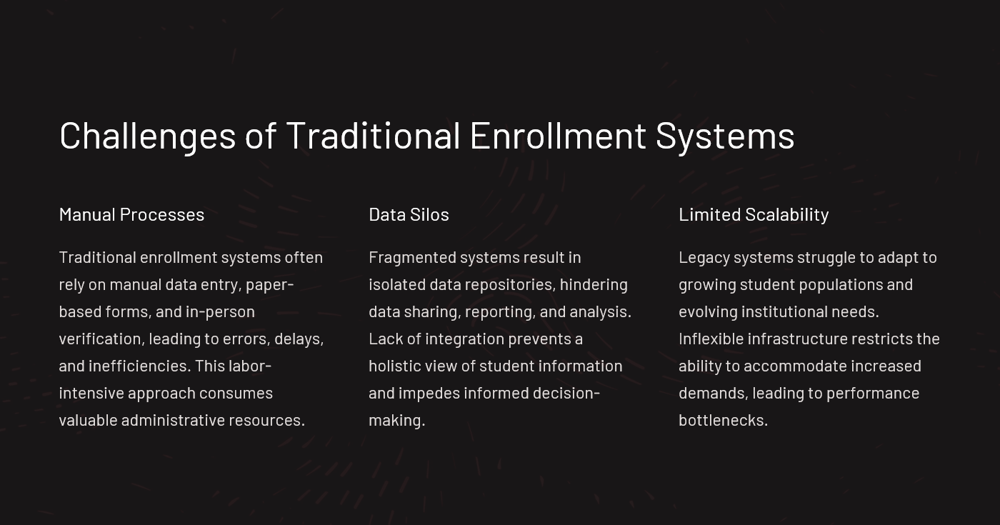 Challenges of Traditional Enrollment Systems
Manual Processes
Traditional enrollment systems often
rely on manual data entry, paper-
based forms, and in-person
verification, leading to errors, delays,
and inefficiencies. This labor-
intensive approach consumes
valuable administrative resources.
Data Silos
Fragmented systems result in
isolated data repositories, hindering
data sharing, reporting, and analysis.
Lack of integration prevents a
holistic view of student information
and impedes informed decision-
making.
Limited Scalability
Legacy systems struggle to adapt to
growing student populations and
evolving institutional needs.
Inflexible infrastructure restricts the
ability to accommodate increased
demands, leading to performance
bottlenecks.